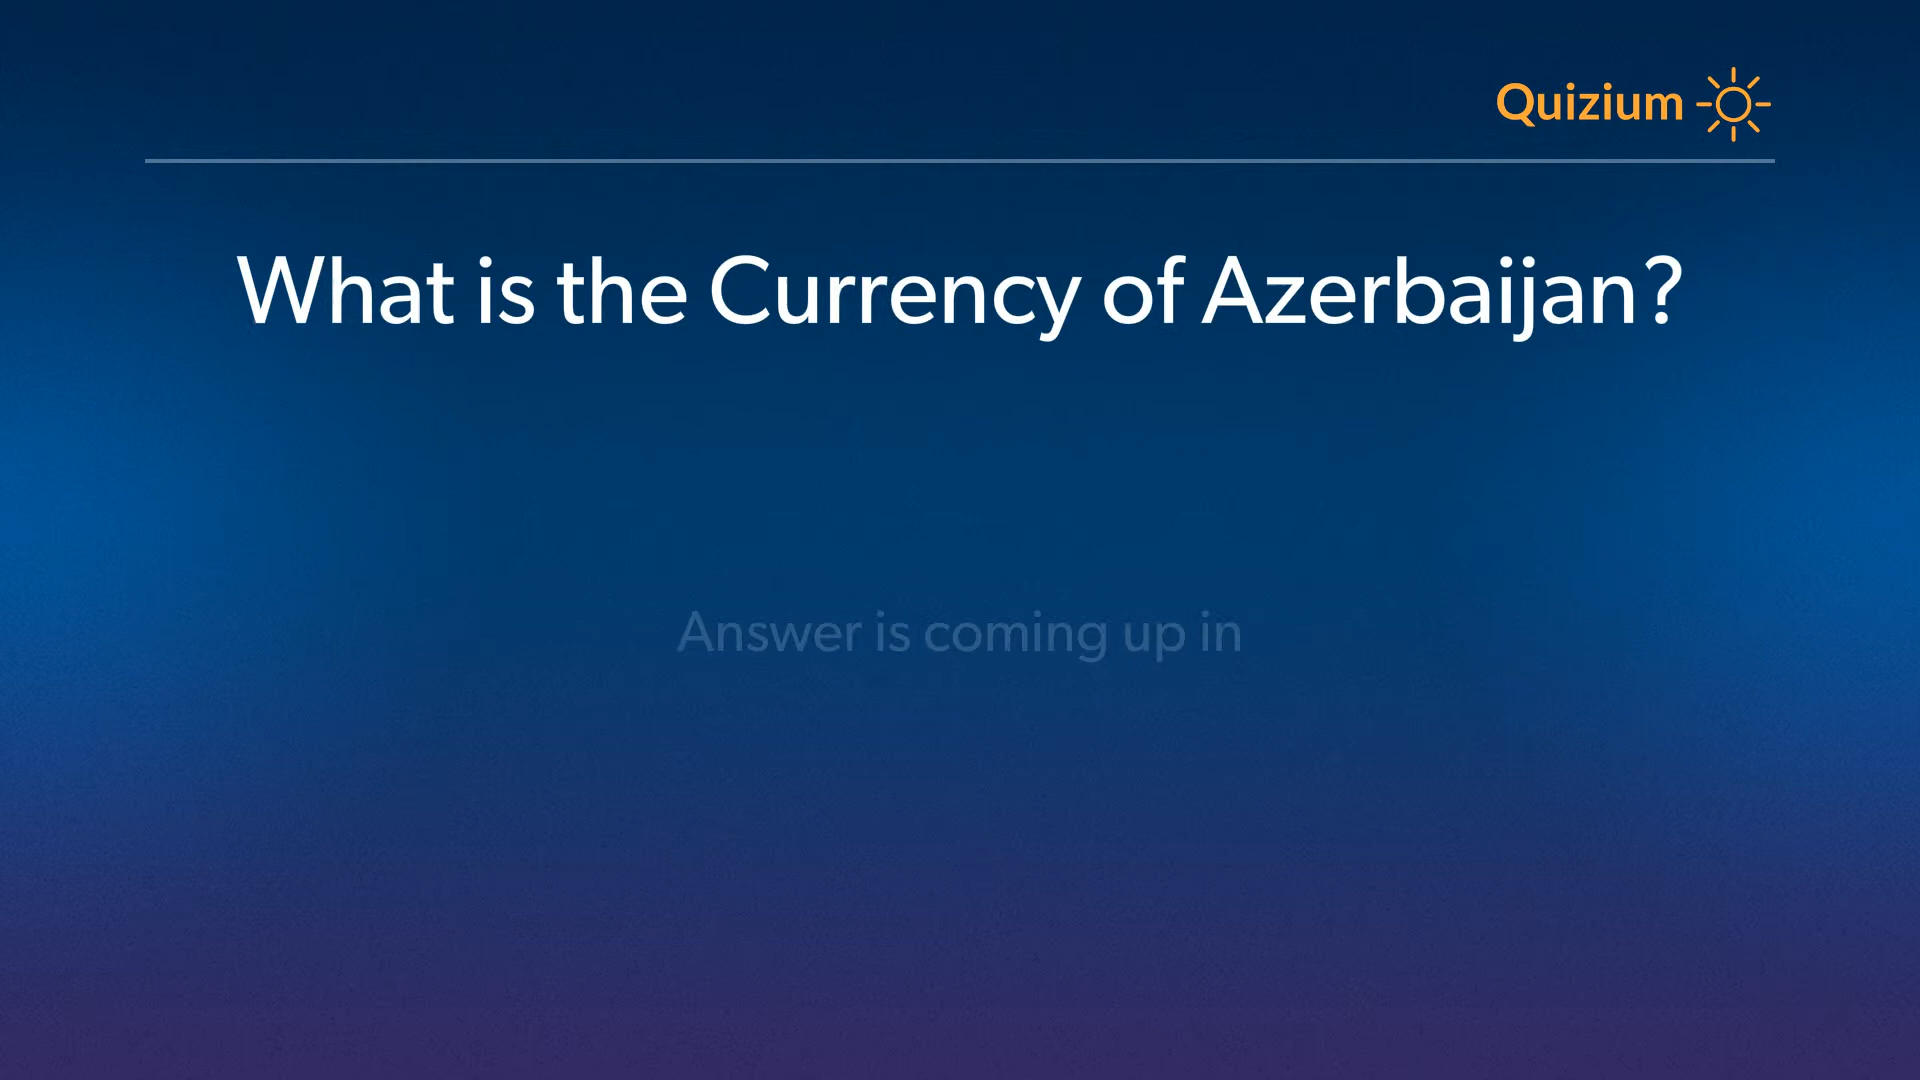 Quizium
What is the Currency of Azerbaijan?
Answer is coming up in